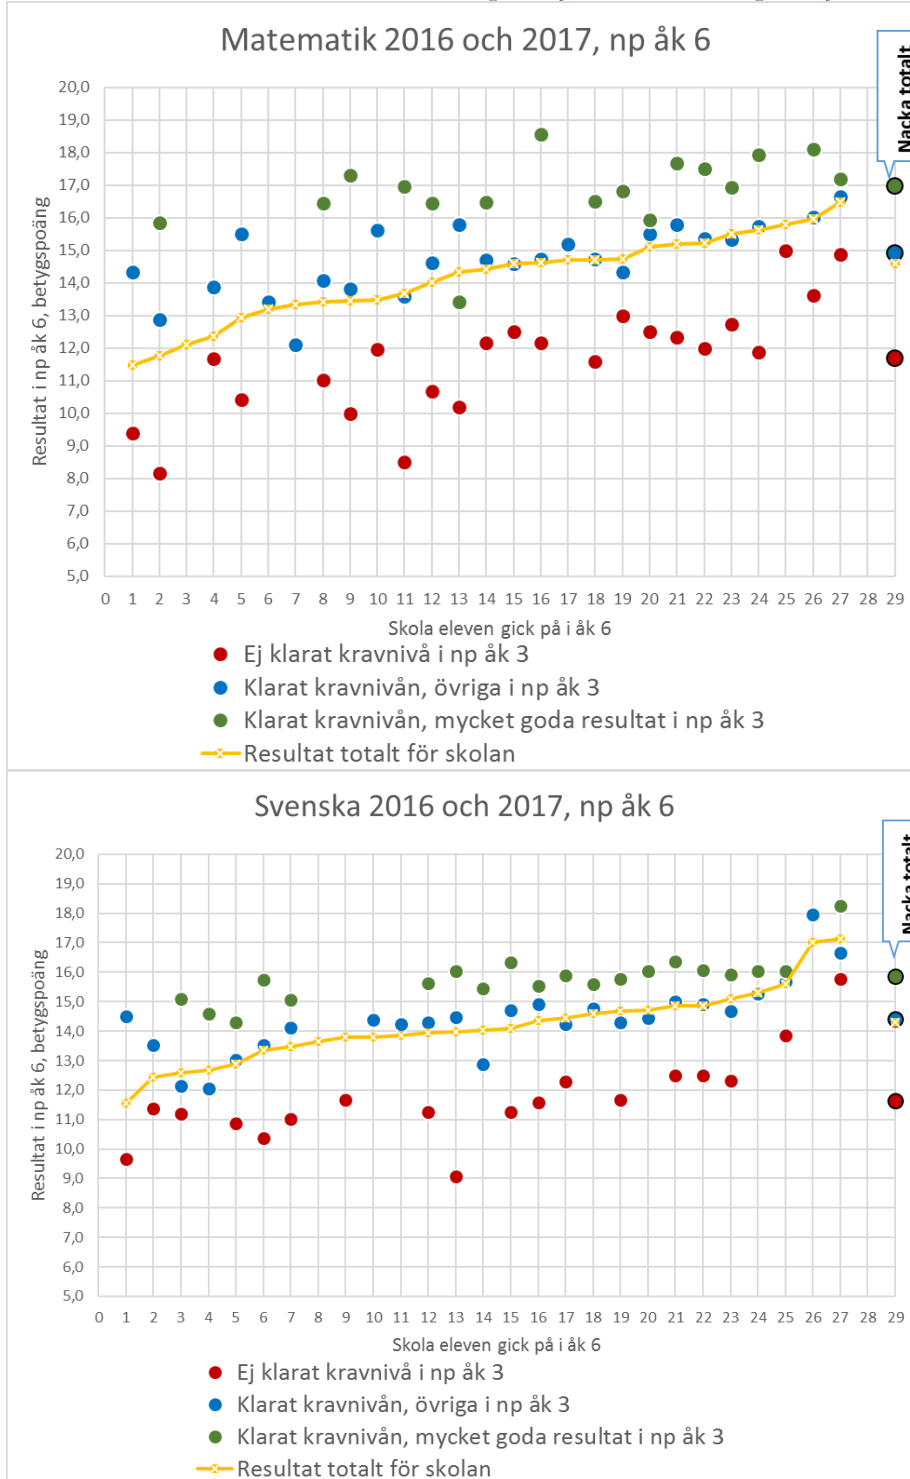 Matematik 2016 och 2017, np åk 6
Nacka totalt
20,0
19,0
18,0
17,0
16,0
15,0
14,0
13,0
12,0
11,0
10,0
9,0
8,0
7,0
6,0
5,0
Resultat i np åk 6, betygspoäng
0 1 2 3 4 5 6 7 8 9 10 11 12 13 14 15 16 17 18 19 20 21 22 23 24 25 26 27 28 29
Skola eleven gick på i åk 6
Ej klarat kravnivå i np åk 3
Klarat kravnivån, övriga i np åk 3
Klarat kravnivån, mycket goda resultat i np åk 3
Resultat totalt för skolan
Svenska 2016 och 2017, np åk 6
Nacka totalt
20,0
19,0
18,0
17,0
16,0
15,0
14,0
13,0
12,0
11,0
10,0
9,0
8,0
7,0
6,0
5,0
Resultat i np åk 6, betygspoäng
0 1 2 3 4 5 6 7 8 9 10 11 12 13 14 15 16 17 18 19 20 21 22 23 24 25 26 27 28 29
Skola eleven gick på i åk 6
Ej klarat kravnivå i np åk 3
Klarat kravnivån, övriga i np åk 3
Klarat kravnivån, mycket goda resultat i np åk 3
Resultat totalt för skolan